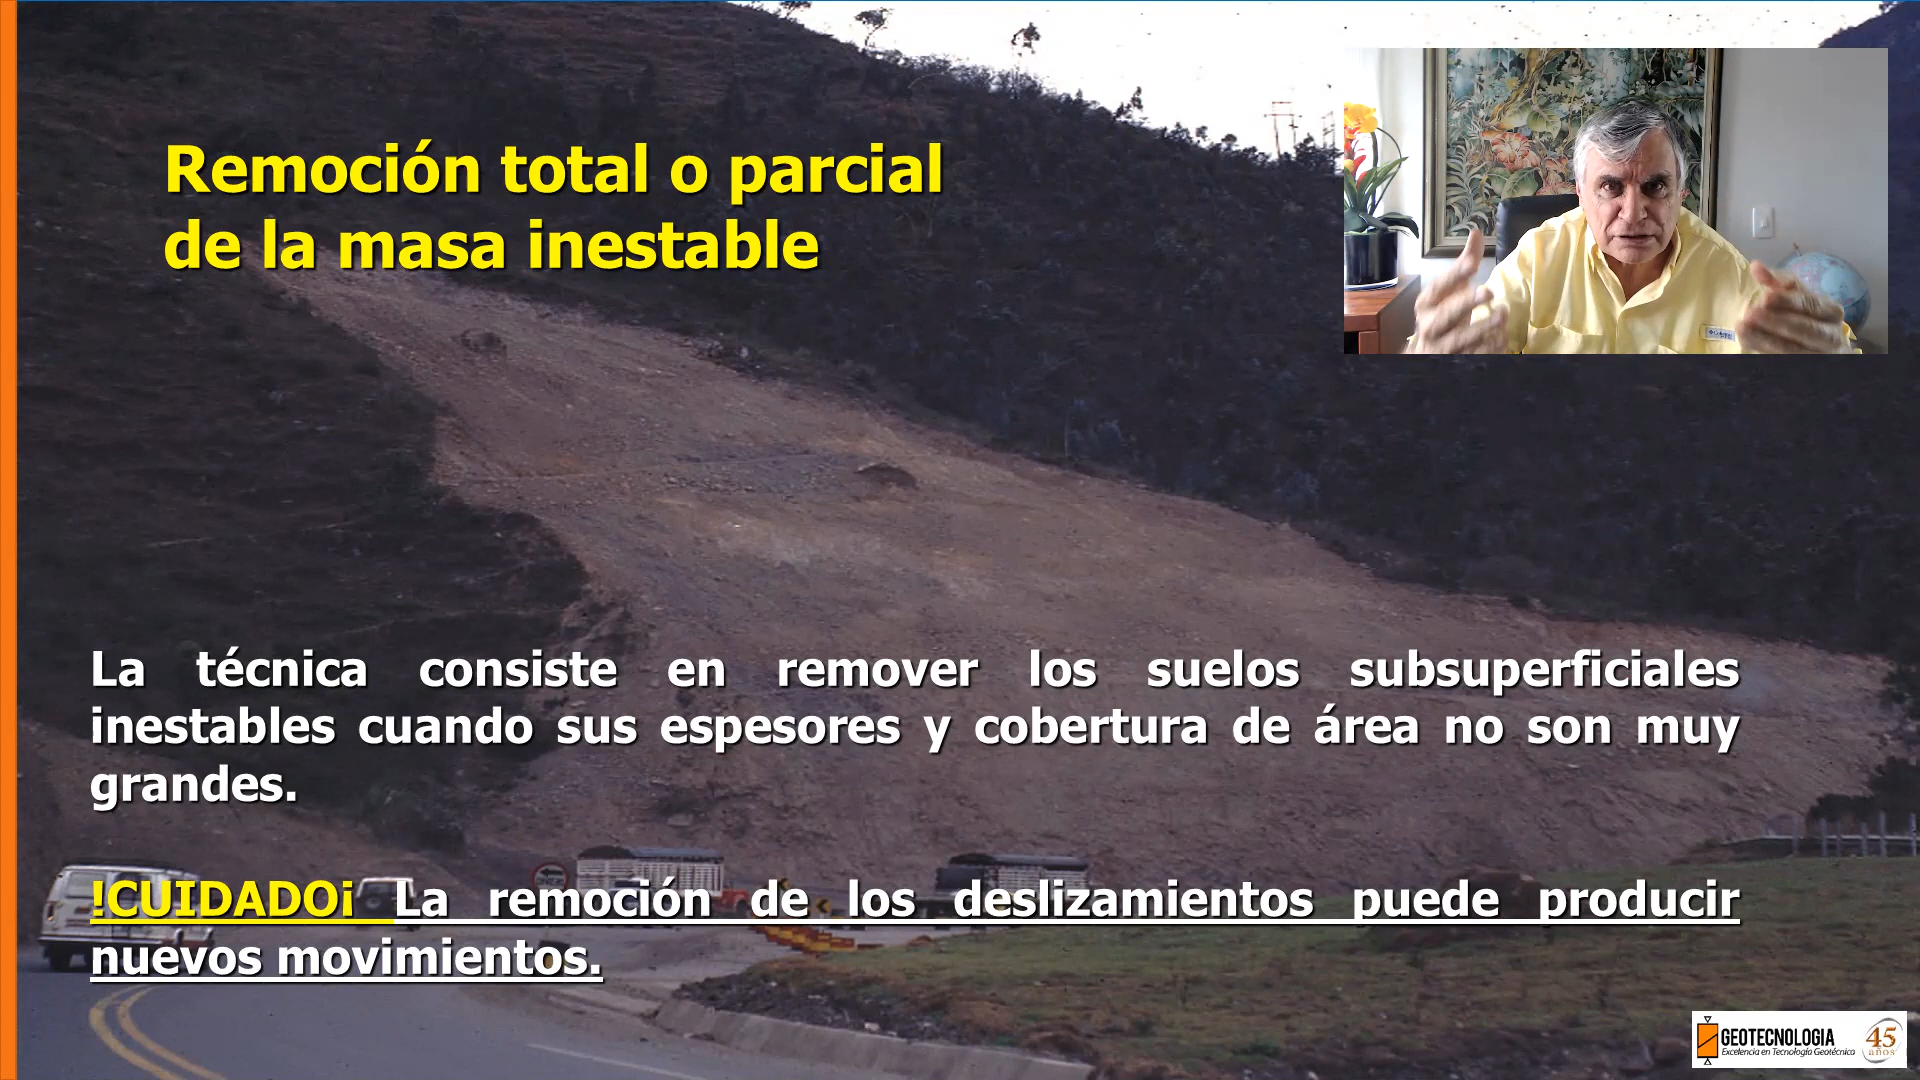 Remoción total o parcial
de la masa inestable
La técnica consiste en remover los suelos subsuperficiales
inestables cuando sus espesores y cobertura de área no son muy
grandes.
!CUIDADO¡ La remoción de los deslizamientos puede producir
nuevos movimientos.
GEOTECNOLOGIA
Excelencia en Tecnología Geotécnica
45
años